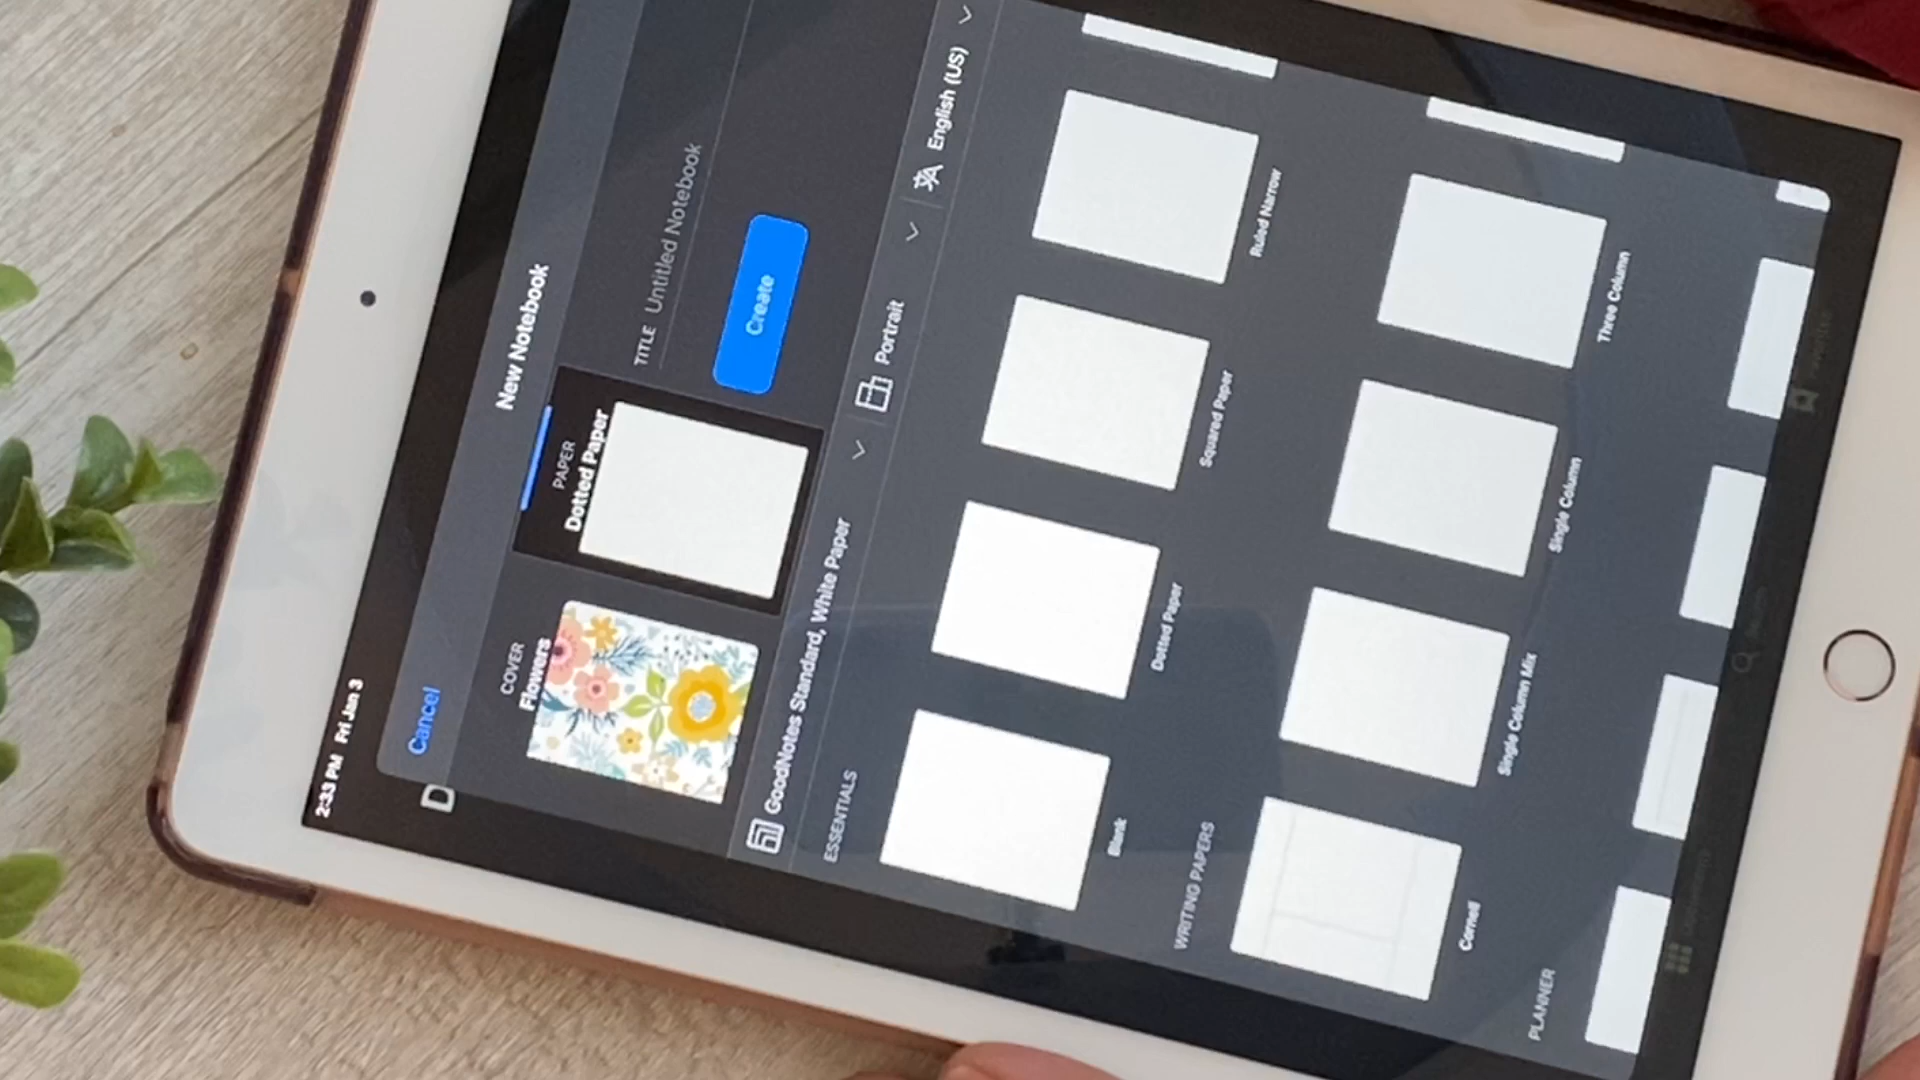 2:33 PM Fri Jan 3
D
Cancel
New Notebook
COVER
Flowers
PAPER
Dotted Paper
TITLE Untitled Notebook
Create
GoodNotes Standard, White Paper
Portrait
English (US)
ESSENTIALS
Blank
Dotted Paper
Squared Paper
Ruled Narrow
WRITING PAPERS
Cornell
Single Column Mix
Single Column
Three Column
PLANNER